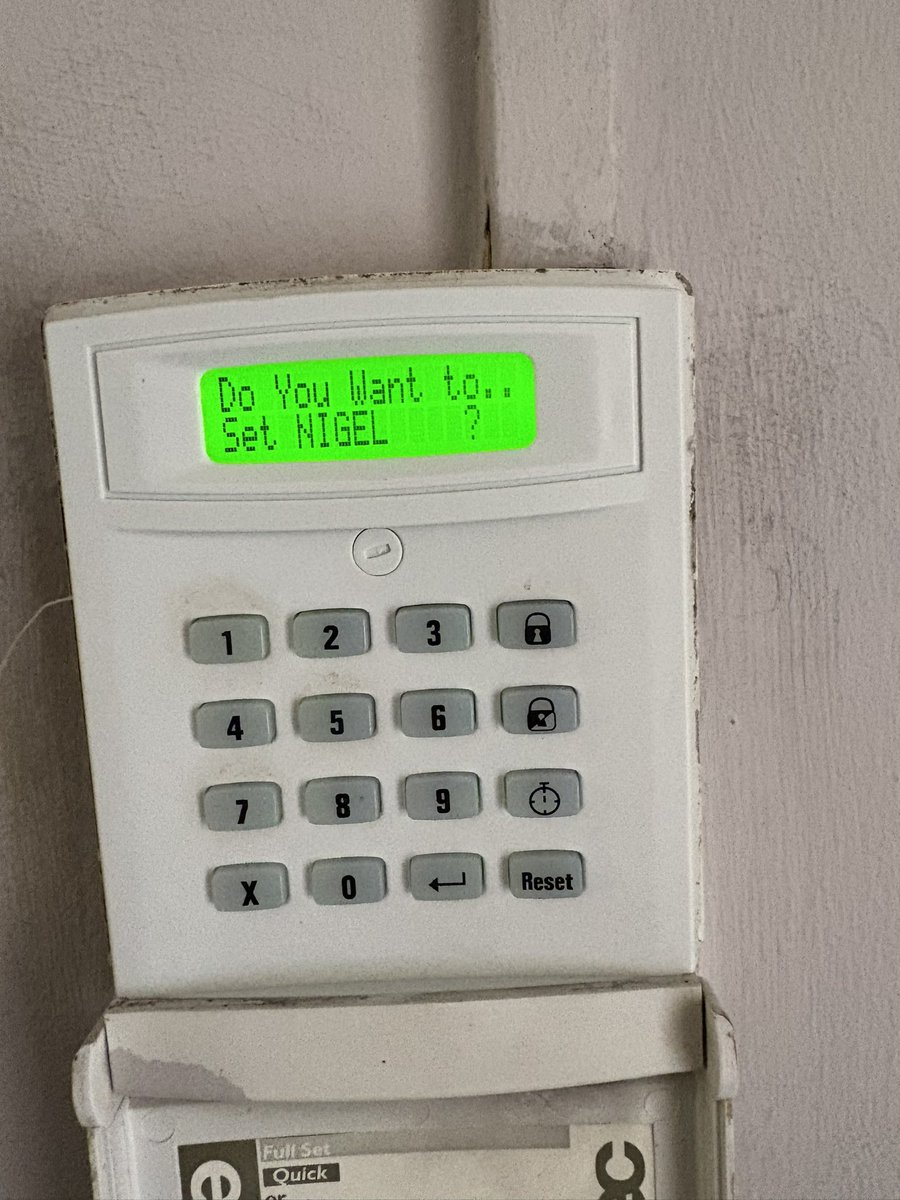 Do You Want to..
Set NIGEL ?
1 2 3
4 5 6
7 8 9
X 0 Reset
Full Set
Quick
or